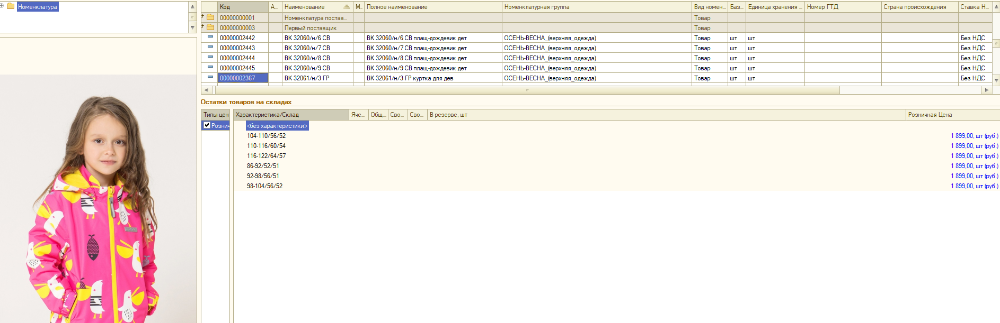 Номенклатура
Код А... Наименование М... Полное наименование Номенклатурная группа Вид номен... Баз... Единица хранения ... Номер ГТД Страна происхождения Ставка Н...
00000000001 Номенклатура постав... Товар
00000000003 Первый поставщик Товар
00000002442 ВК 32060/н/6 СВ ВК 32060/н/6 СВ плащ-дождевик дет ОСЕНЬ-ВЕСНА_(верхняя_одежда) Товар шт шт Без НДС
00000002443 ВК 32060/н/7 СВ ВК 32060/н/7 СВ плащ-дождевик дет ОСЕНЬ-ВЕСНА_(верхняя_одежда) Товар шт шт Без НДС
00000002444 ВК 32060/н/8 СВ ВК 32060/н/8 СВ плащ-дождевик дет ОСЕНЬ-ВЕСНА_(верхняя_одежда) Товар шт шт Без НДС
00000002445 ВК 32060/н/9 СВ ВК 32060/н/9 СВ плащ-дождевик дет ОСЕНЬ-ВЕСНА_(верхняя_одежда) Товар шт шт Без НДС
00000002367 ВК 32061/н/3 ГР ВК 32061/н/3 ГР куртка для дев ОСЕНЬ-ВЕСНА_(верхняя_одежда) Товар шт шт Без НДС
Остатки товаров на складах
Типы цен Характеристика/Склад Яче... Общ... Сво... Сво... В резерве, шт Розничная Цена
Рознич <без характеристики>
104-110/56/52 1 899,00, шт (руб.)
110-116/60/54 1 899,00, шт (руб.)
116-122/64/57 1 899,00, шт (руб.)
86-92/52/51 1 899,00, шт (руб.)
92-98/56/51 1 899,00, шт (руб.)
98-104/56/52 1 899,00, шт (руб.)